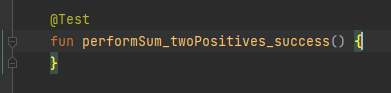 @Test
fun performSum_twoPositives_success() {
}